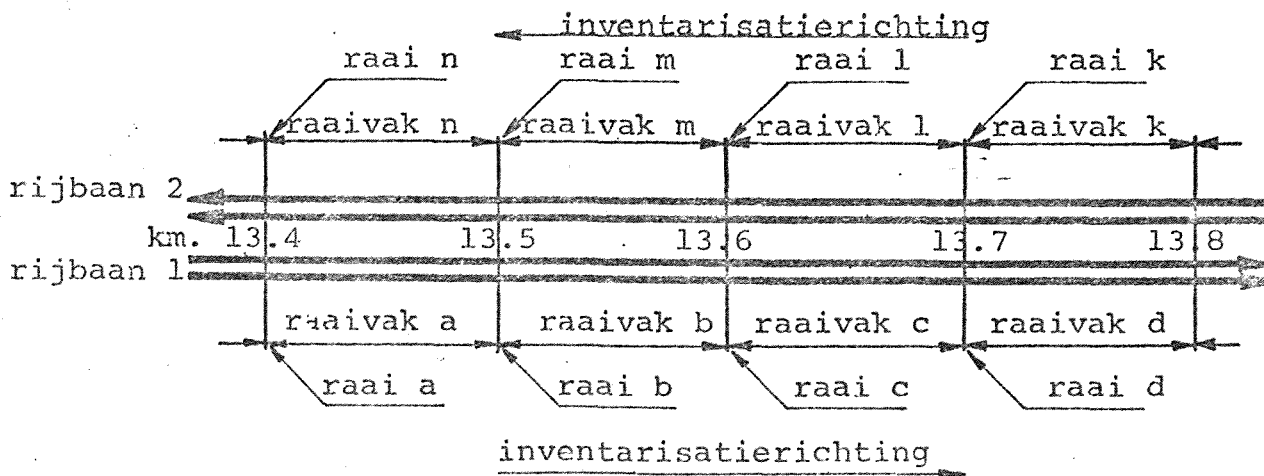 inventarisatierichting
raai n raai m raai l raai k
raaivak n raaivak m raaivak l raaivak k
rijbaan 2
km. 13.4 13.5 13.6 13.7 13.8
rijbaan 1
raaivak a raaivak b raaivak c raaivak d
raai a raai b raai c raai d
inventarisatierichting